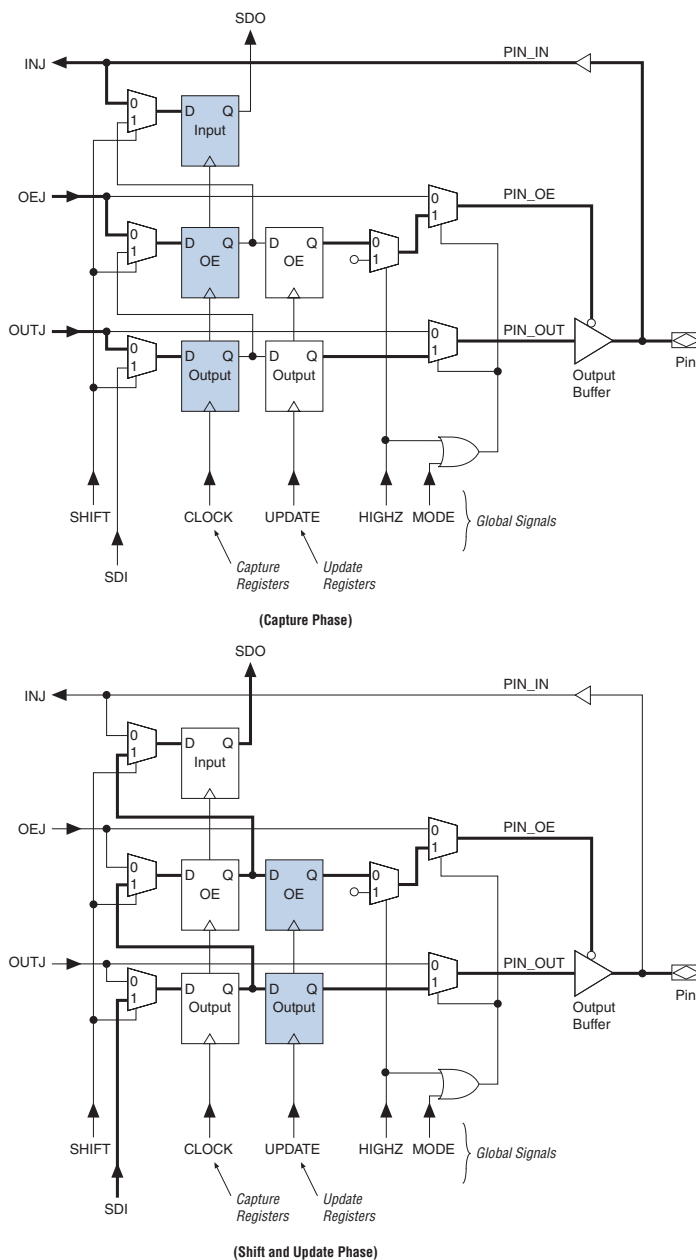 SDO
INJ
PIN_IN
0
1
D Q
Input
OEJ
0
1
PIN_OE
0
1
D Q
OE
D Q
OE
0
1
OUTJ
0
1
PIN_OUT
0
1
D Q
Output
D Q
Output
Pin
Output
Buffer
SHIFT
CLOCK
UPDATE
HIGHZ
MODE
Global Signals
SDI
Capture
Registers
Update
Registers
(Capture Phase)
SDO
INJ
PIN_IN
0
1
D Q
Input
OEJ
0
1
PIN_OE
0
1
D Q
OE
D Q
OE
0
1
OUTJ
0
1
PIN_OUT
0
1
D Q
Output
D Q
Output
Pin
Output
Buffer
SHIFT
CLOCK
UPDATE
HIGHZ
MODE
Global Signals
SDI
Capture
Registers
Update
Registers
(Shift and Update Phase)